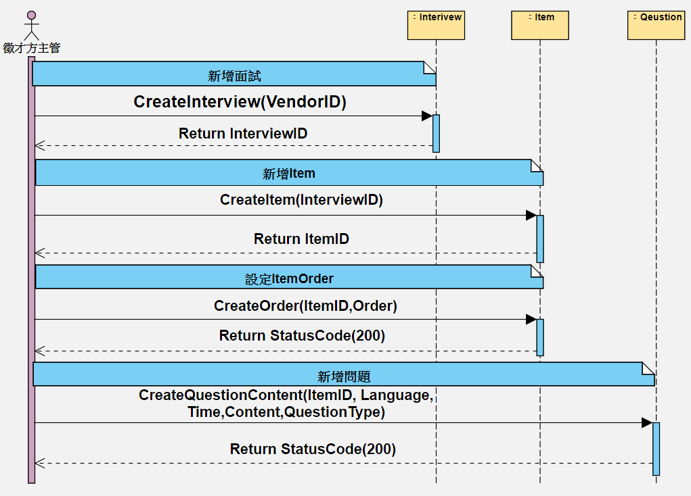 : Interivew
: Item
: Qeustion
徵才方主管
新增面試
CreateInterview(VendorID)
Return InterviewID
新增Item
CreateItem(InterviewID)
Return ItemID
設定ItemOrder
CreateOrder(ItemID,Order)
Return StatusCode(200)
新增問題
CreateQuestionContent(ItemID, Language,
Time,Content,QuestionType)
Return StatusCode(200)